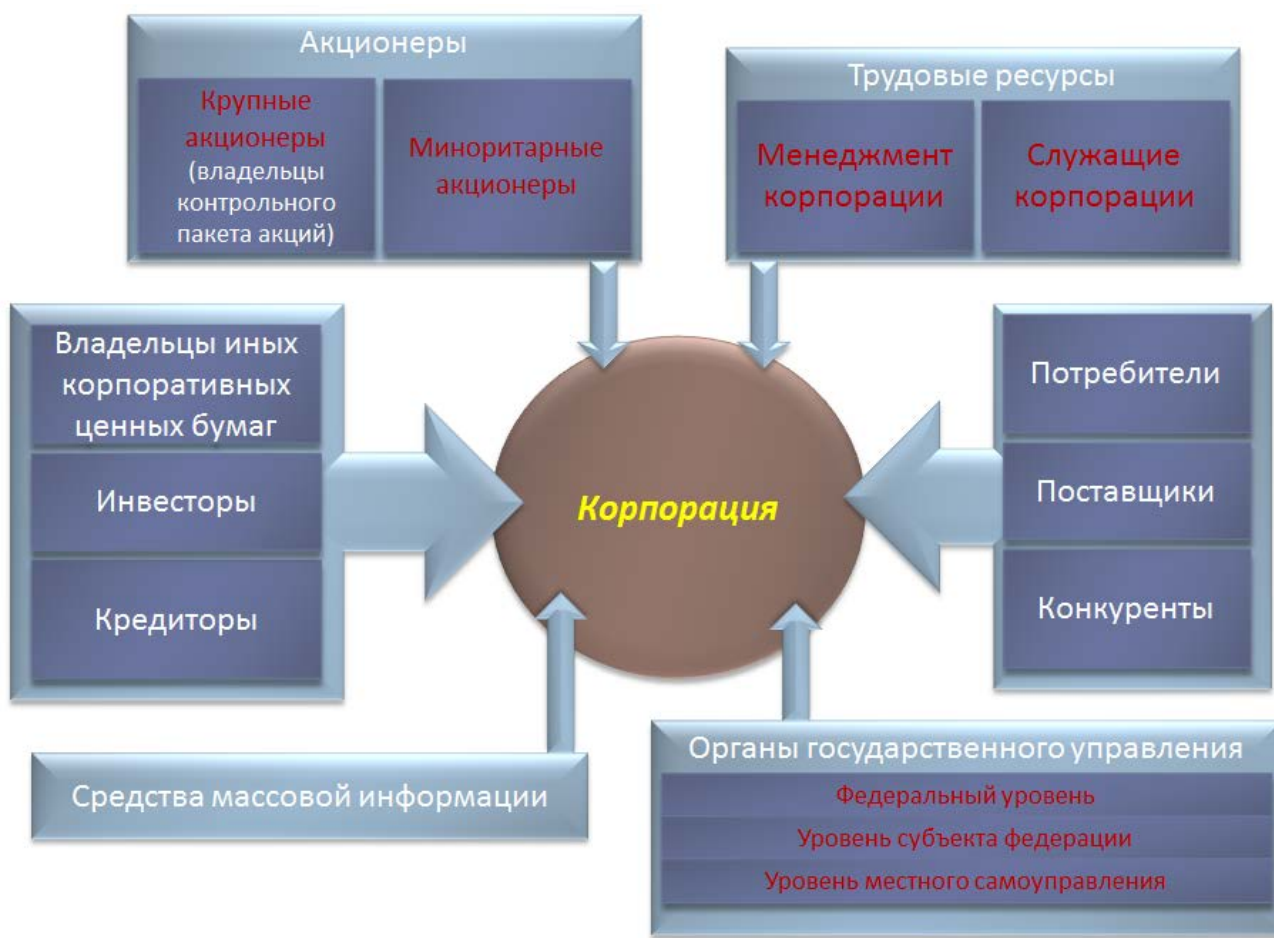 Акционеры
Крупные
акционеры
(владельцы
контрольного
пакета акций)
Миноритарные
акционеры
Трудовые ресурсы
Менеджмент
корпорации
Служащие
корпорации
Владельцы иных
корпоративных
ценных бумаг
Инвесторы
Кредиторы
Корпорация
Потребители
Поставщики
Конкуренты
Средства массовой информации
Органы государственного управления
Федеральный уровень
Уровень субъекта федерации
Уровень местного самоуправления